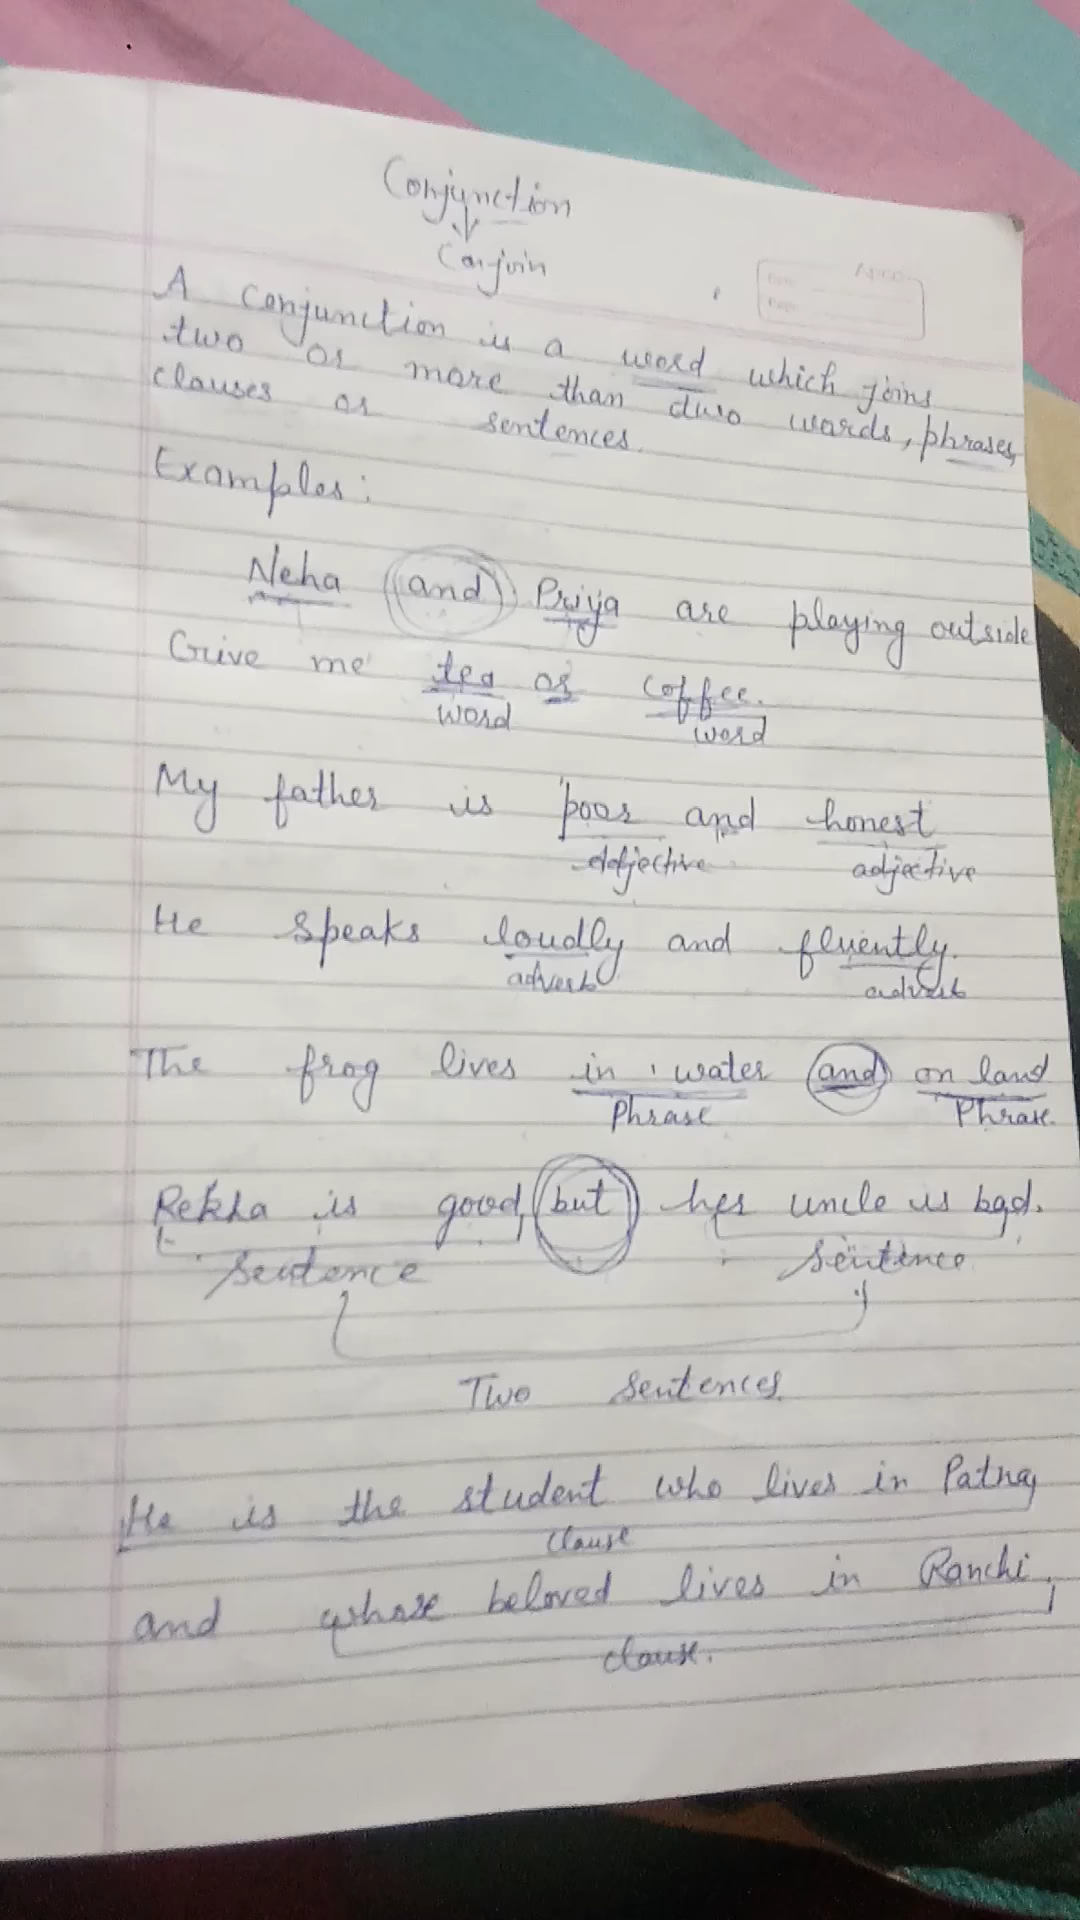 Conjunction
Conjoin
A conjunction is a word which joins
two or more than two words, phrases,
clauses or sentences.
Examples:
Neha and Priya are playing outside
Give me tea or coffee.
word word
My father is poor and honest
adjective adjective
He speaks loudly and fluently.
adverb adverb
The frog lives in water and on land
Phrase Phrase.
Rekha is good, but her uncle is bad.
Sentence Sentence
Two sentences
He is the student who lives in Patna,
clause
and whose beloved lives in Ranchi.
clause.